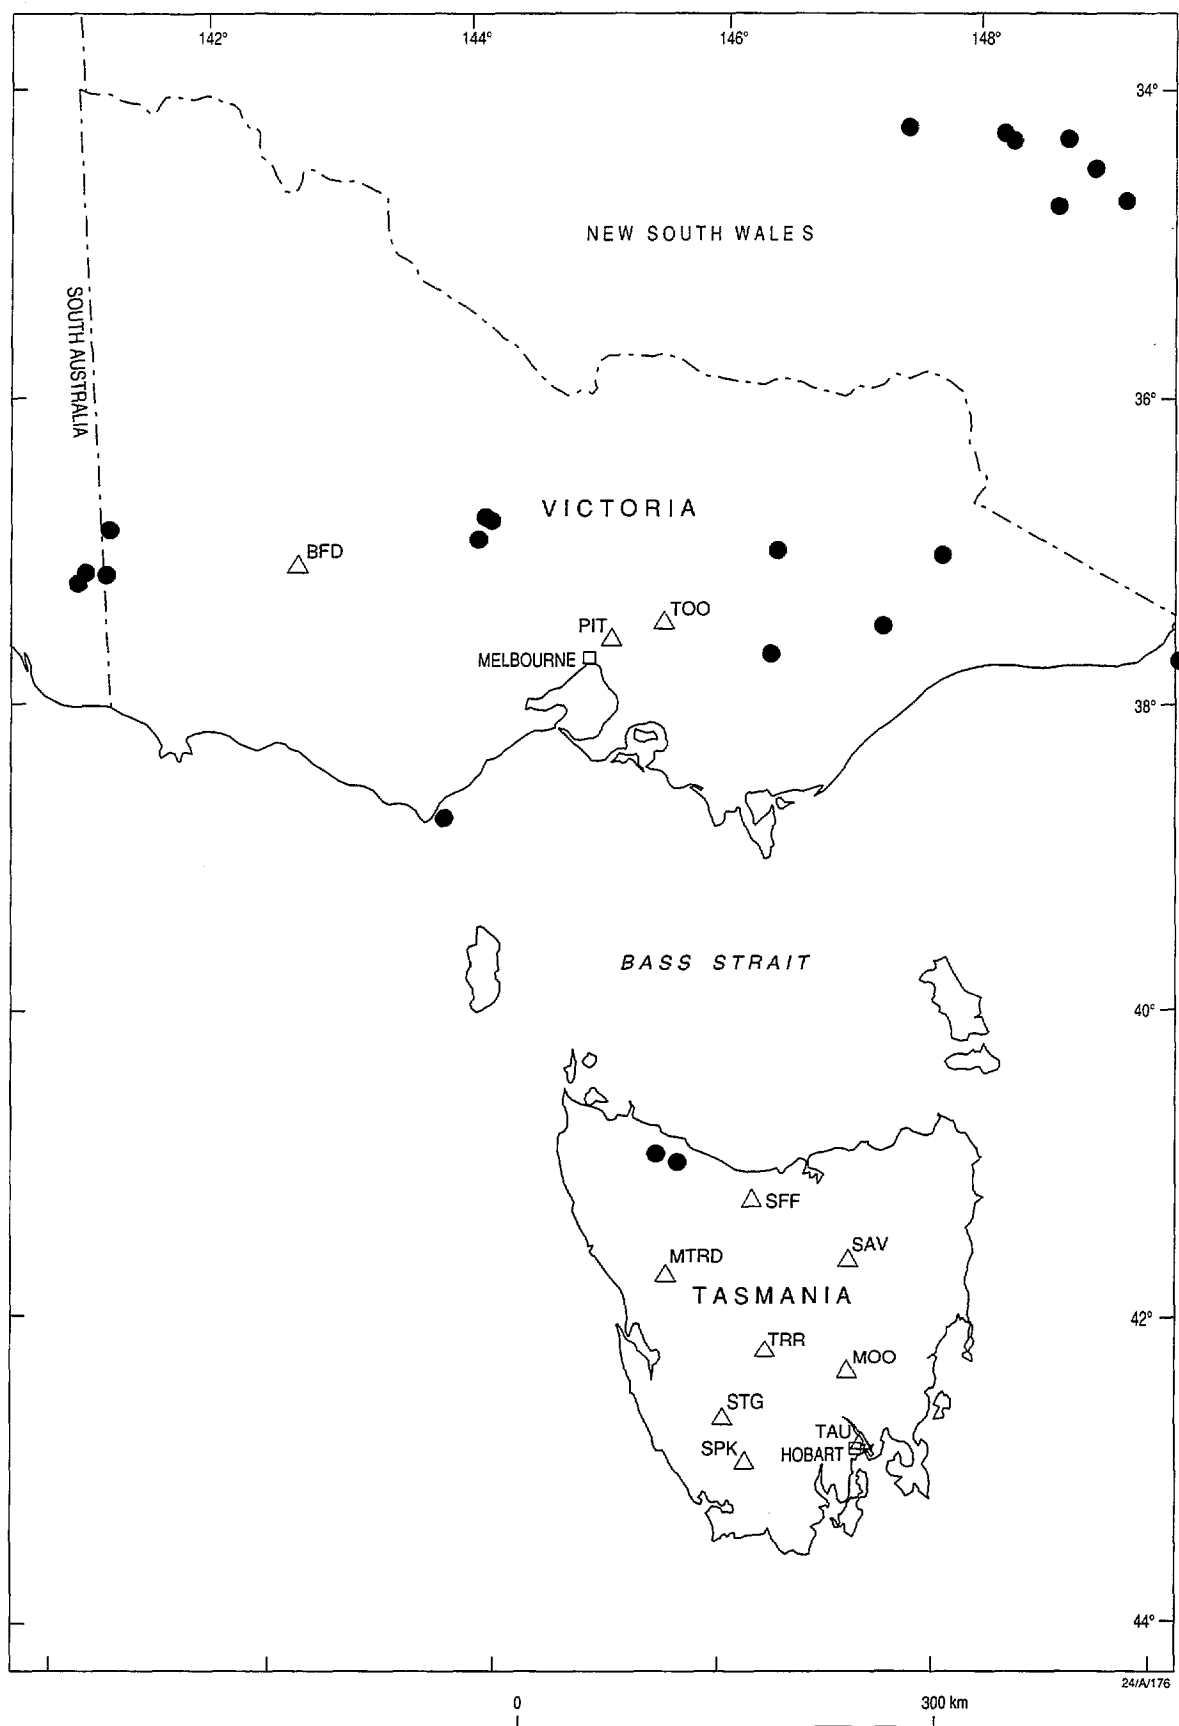 142° 144° 146° 148°
34°
NEW SOUTH WALES
SOUTH AUSTRALIA
36°
VICTORIA
BFD
TOO
PIT
MELBOURNE
38°
BASS STRAIT
40°
SFF
SAV
MTRD
TASMANIA
42°
TRR
MOO
STG
TAU
SPK
HOBART
44°
24/A/176
0 300 km